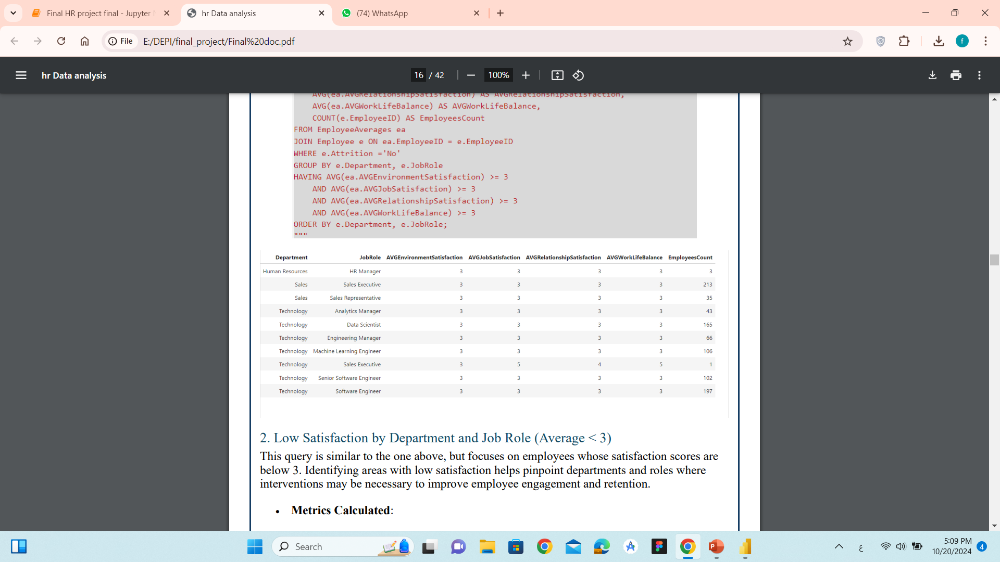 Final HR project final - Jupyter
hr Data analysis
(74) WhatsApp
File
E:/DEPI/final_project/Final%20doc.pdf
f
hr Data analysis
16 / 42
100%
AVG(ea.AVGRelationshipSatisfaction) AS AVGRelationshipSatisfaction,
AVG(ea.AVGWorkLifeBalance) AS AVGWorkLifeBalance,
COUNT(e.EmployeeID) AS EmployeesCount
FROM EmployeeAverages ea
JOIN Employee e ON ea.EmployeeID = e.EmployeeID
WHERE e.Attrition ='No'
GROUP BY e.Department, e.JobRole
HAVING AVG(ea.AVGEnvironmentSatisfaction) >= 3
AND AVG(ea.AVGJobSatisfaction) >= 3
AND AVG(ea.AVGRelationshipSatisfaction) >= 3
AND AVG(ea.AVGWorkLifeBalance) >= 3
ORDER BY e.Department, e.JobRole;
"""
Department JobRole AVGEnvironmentSatisfaction AVGJobSatisfaction AVGRelationshipSatisfaction AVGWorkLifeBalance EmployeesCount
Human Resources HR Manager 3 3 3 3 3
Sales Sales Executive 3 3 3 3 213
Sales Sales Representative 3 3 3 3 35
Technology Analytics Manager 3 3 3 3 43
Technology Data Scientist 3 3 3 3 165
Technology Engineering Manager 3 3 3 3 66
Technology Machine Learning Engineer 3 3 3 3 106
Technology Sales Executive 3 5 4 5 1
Technology Senior Software Engineer 3 3 3 3 102
Technology Software Engineer 3 3 3 3 197
2. Low Satisfaction by Department and Job Role (Average < 3)
This query is similar to the one above, but focuses on employees whose satisfaction scores are
below 3. Identifying areas with low satisfaction helps pinpoint departments and roles where
interventions may be necessary to improve employee engagement and retention.
• Metrics Calculated:
Search
ع
5:09 PM
10/20/2024
4